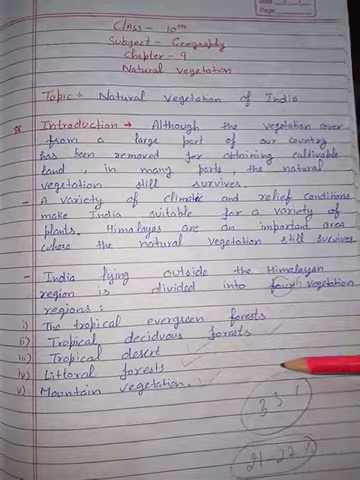 Page:
Class - 10th
Subject - Geography
Chapter - 9
Natural vegetation
Topic: Natural vegetation of India
Introduction → Although the vegetation cover
from a large part of our country
has been removed for obtaining cultivable
land, in many parts, the natural
vegetation still survives.
- A variety of climatic and relief conditions
make India suitable for a variety of
plants. Himalayas are an important area
where the natural vegetation still survives
- India lying outside the Himalayan
region is divided into four vegetation
regions:
i) The tropical evergreen forests
ii) Tropical deciduous forests
iii) Tropical desert
iv) Littoral forests
v) Mountain vegetation.